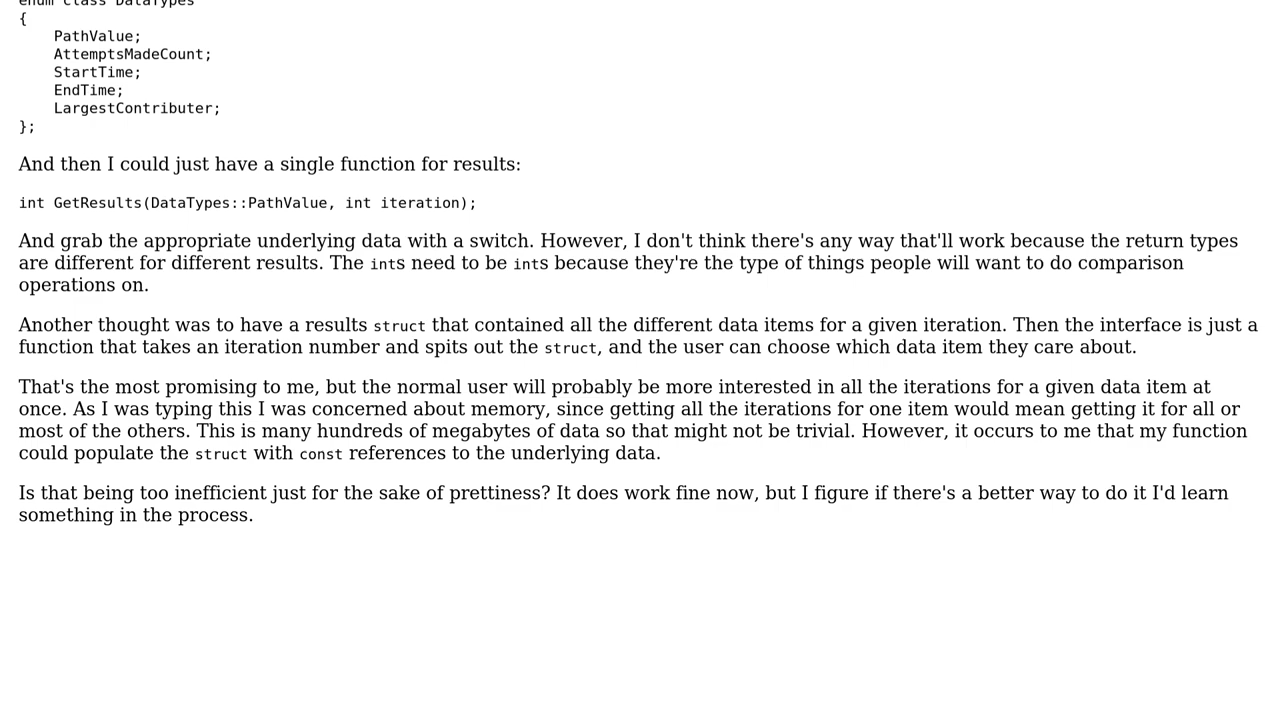 enum class DataTypes
{
    PathValue;
    AttemptsMadeCount;
    StartTime;
    EndTime;
    LargestContributer;
};
And then I could just have a single function for results:
int GetResults(DataTypes::PathValue, int iteration);
And grab the appropriate underlying data with a switch. However, I don't think there's any way that'll work because the return types
are different for different results. The ints need to be ints because they're the type of things people will want to do comparison
operations on.
Another thought was to have a results struct that contained all the different data items for a given iteration. Then the interface is just a
function that takes an iteration number and spits out the struct, and the user can choose which data item they care about.
That's the most promising to me, but the normal user will probably be more interested in all the iterations for a given data item at
once. As I was typing this I was concerned about memory, since getting all the iterations for one item would mean getting it for all or
most of the others. This is many hundreds of megabytes of data so that might not be trivial. However, it occurs to me that my function
could populate the struct with const references to the underlying data.
Is that being too inefficient just for the sake of prettiness? It does work fine now, but I figure if there's a better way to do it I'd learn
something in the process.